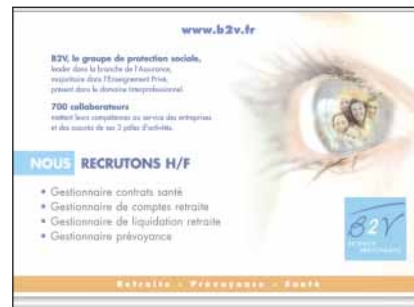 www.b2v.fr
B2V, le groupe de protection sociale,
leader dans la branche de l'Assurance,
majoritaire dans l'Enseignement Privé,
présent dans le domaine Interprofessionnel.
700 collaborateurs
mettent leurs compétences au service des entreprises
et des assurés de ses 3 pôles d'activités.
NOUS RECRUTONS H/F
• Gestionnaire contrats santé
• Gestionnaire de comptes retraite
• Gestionnaire de liquidation retraite
• Gestionnaire prévoyance
B2V
Retraite - Prévoyance - Santé